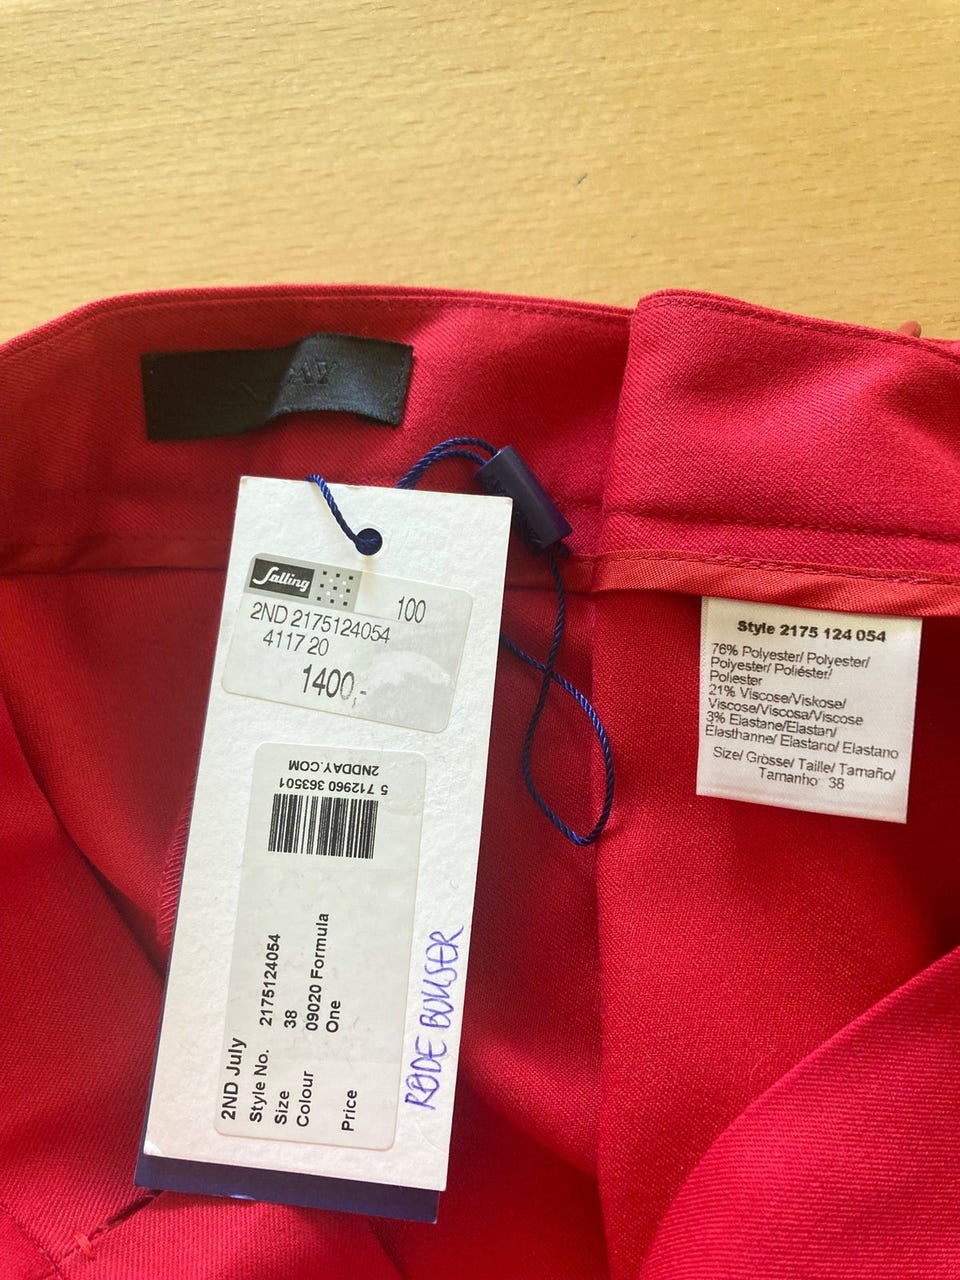 Salling
100
2ND 2175124054
4117 20
1400,-
5 712960 363501
2NDDAY.COM
2ND July
Style No. 2175124054
Size 38
Colour 09020 Formula
One
Price
RØDE BUKSER
Style 2175 124 054
76% Polyester/ Polyester/
Polyester/ Poliéster/
Poliester
21% Viscose/Viskose/
Viscose/Viscosa/Viscose
3% Elastane/Elastan/
Elasthanne/ Elastano/ Elastano
Size/ Grösse/ Taille/ Tamaño/
Tamanho 38